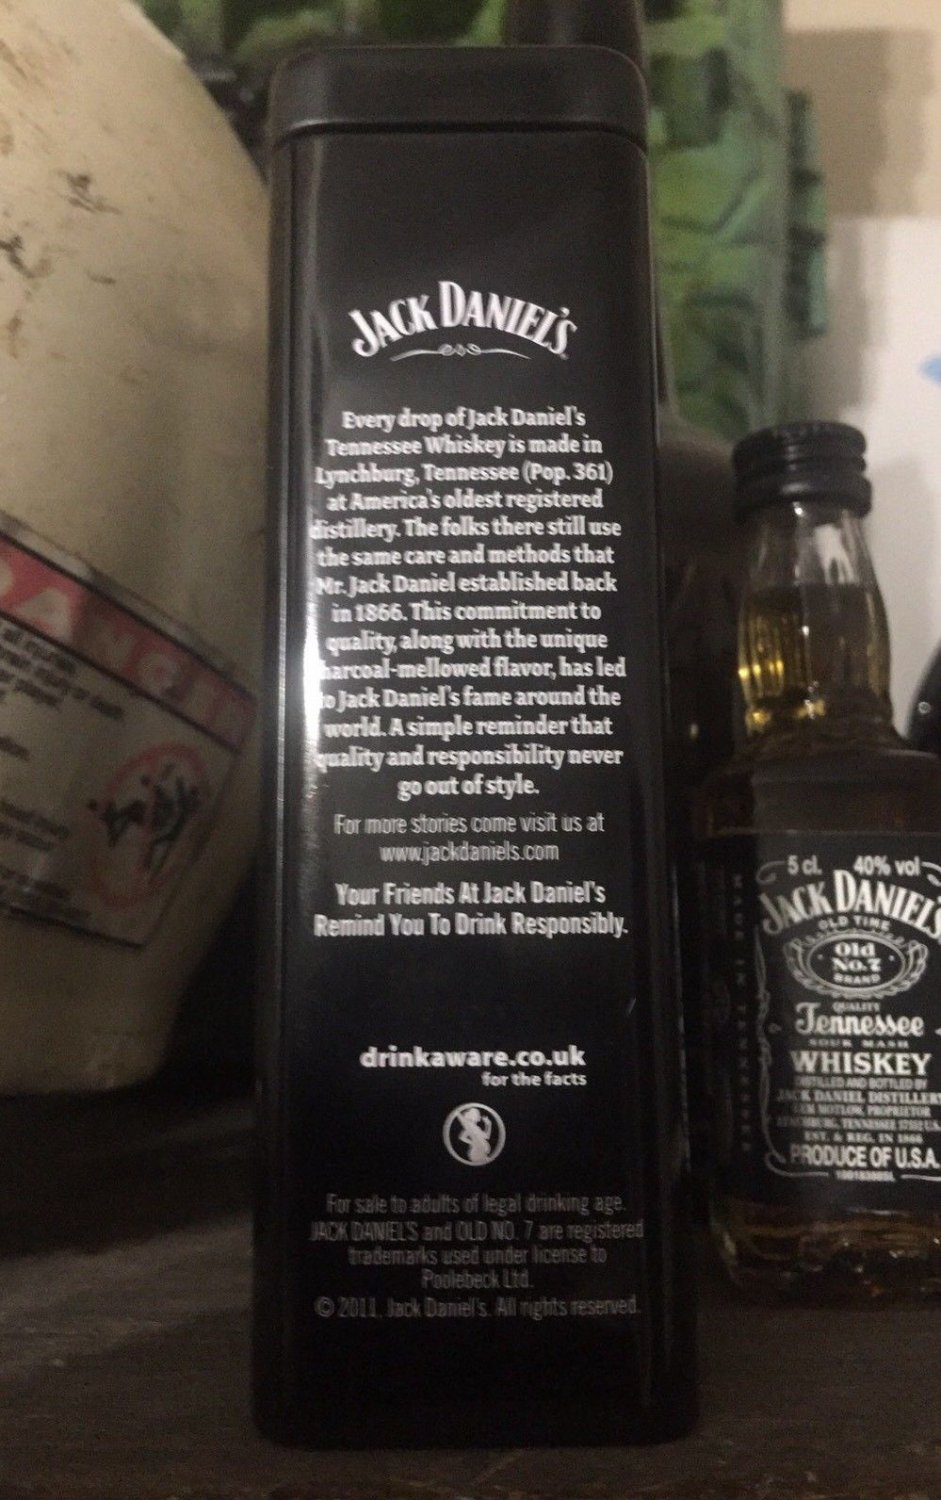 JACK DANIEL'S
Every drop of Jack Daniel's
Tennessee Whiskey is made in
Lynchburg, Tennessee (Pop. 361)
at America's oldest registered
distillery. The folks there still use
the same care and methods that
Mr. Jack Daniel established back
in 1866. This commitment to
quality, along with the unique
harcoal-mellowed flavor, has led
o Jack Daniel's fame around the
world. A simple reminder that
quality and responsibility never
go out of style.
For more stories come visit us at
www.jackdaniels.com
Your Friends At Jack Daniel's
Remind You To Drink Responsibly.
drinkaware.co.uk
for the facts
For sale to adults of legal drinking age.
JACK DANIEL'S and OLD NO. 7 are registered
trademarks used under license to
Poolebeck Ltd.
© 2011, Jack Daniel's. All rights reserved.
5 cl. 40% vol
JACK DANIEL'S
OLD TIME
Old
No. 7
BRAND
QUALITY
Tennessee
SOUR MASH
WHISKEY
DISTILLED AND BOTTLED BY
JACK DANIEL DISTILLERY
LEM MOTLOW, PROPRIETOR
EST. & REG. IN 1866
PRODUCE OF U.S.A.